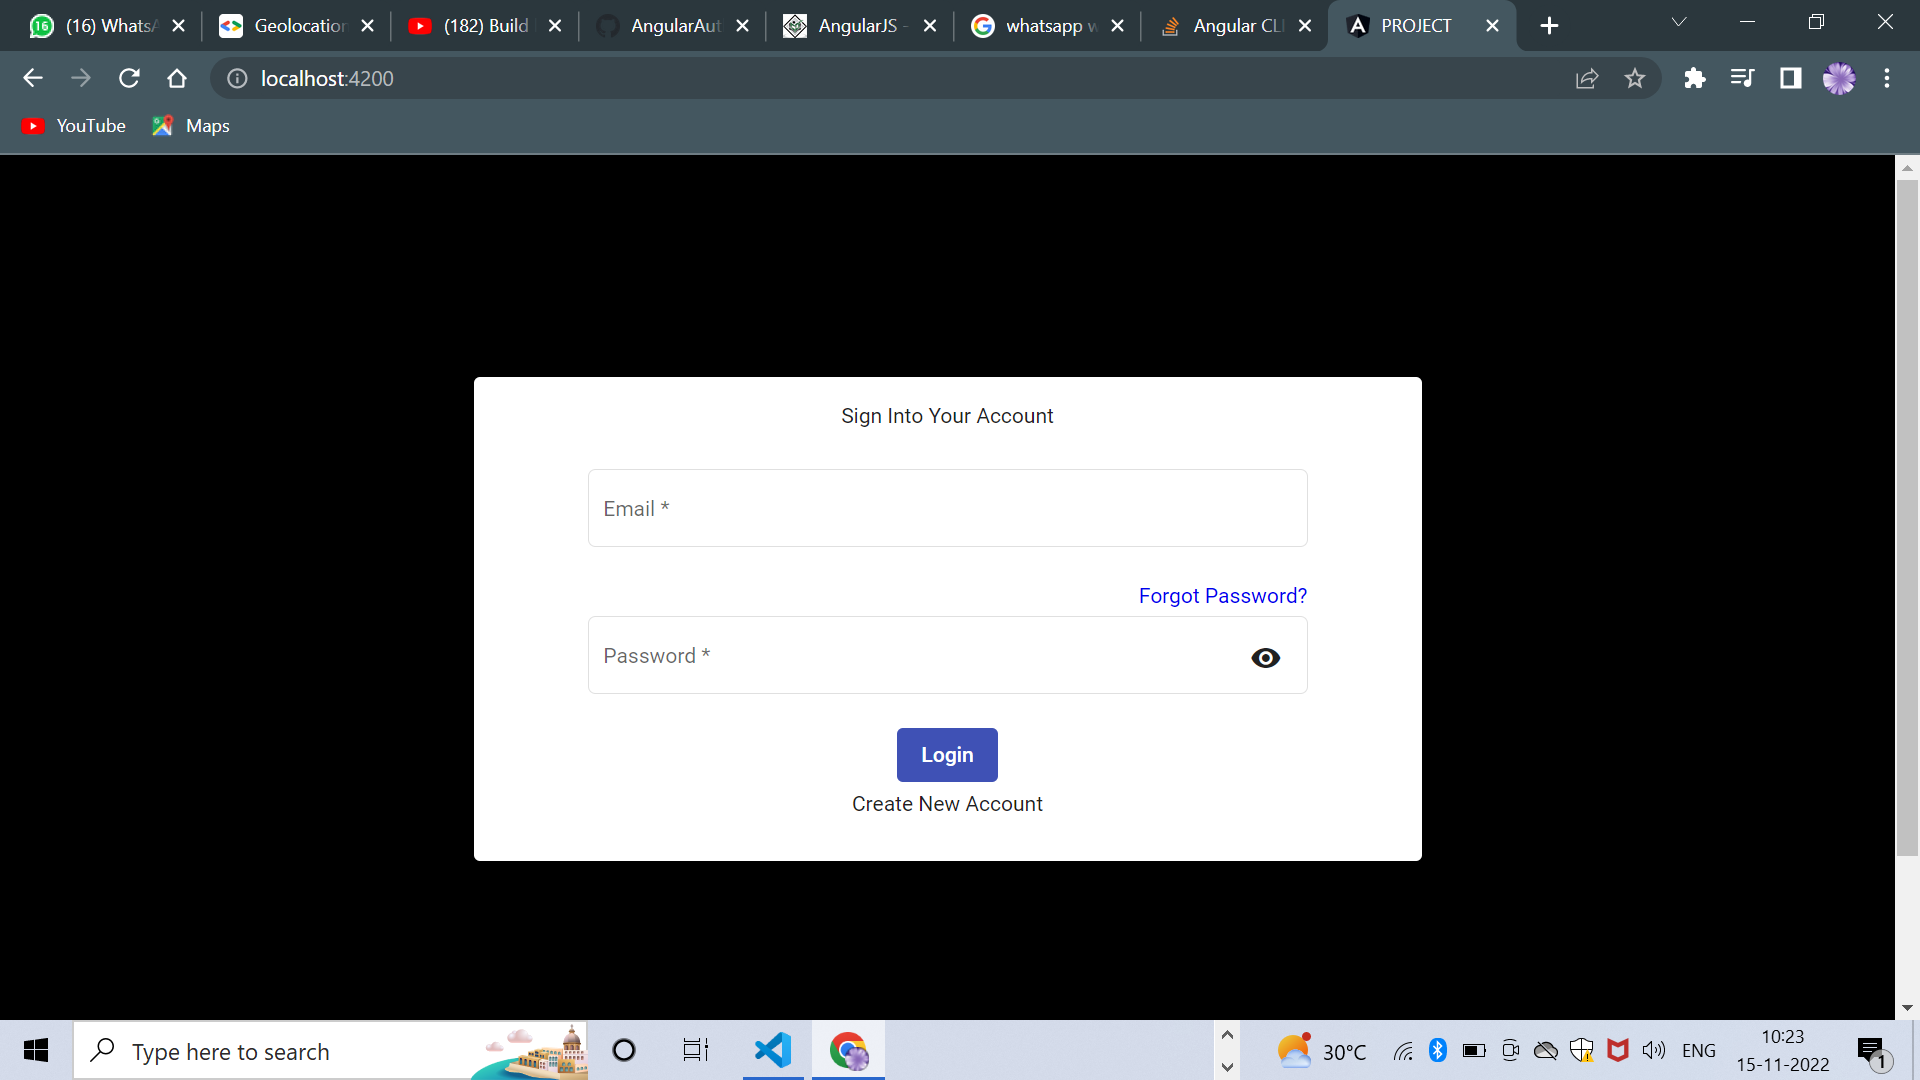 (16) WhatsA
Geolocation
(182) Build
AngularAut
AngularJS -
whatsapp w
Angular CLI
PROJECT
localhost:4200
YouTube
Maps
Sign Into Your Account
Email *
Forgot Password?
Password *
Login
Create New Account
Type here to search
30°C
ENG
10:23
15-11-2022
1